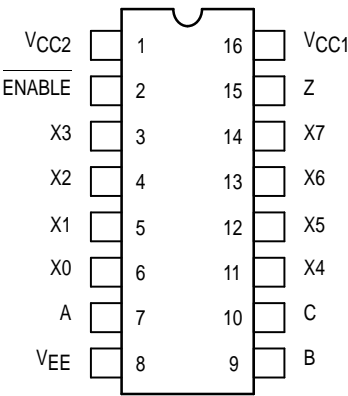 VCC2 1 16 VCC1
ENABLE 2 15 Z
X3 3 14 X7
X2 4 13 X6
X1 5 12 X5
X0 6 11 X4
A 7 10 C
VEE 8 9 B